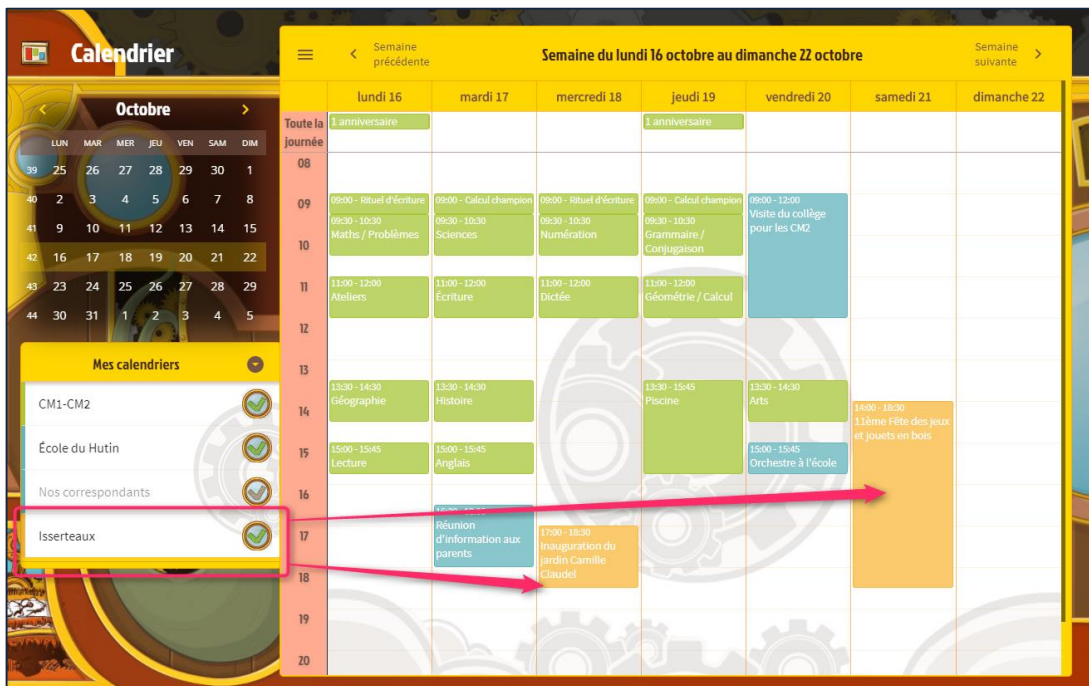 Calendrier
Octobre
LUN MAR MER JEU VEN SAM DIM
39 25 26 27 28 29 30 1
40 2 3 4 5 6 7 8
41 9 10 11 12 13 14 15
42 16 17 18 19 20 21 22
43 23 24 25 26 27 28 29
44 30 31 1 2 3 4 5
Mes calendriers
CM1-CM2
École du Hutin
Nos correspondants
Isserteaux
Semaine
précédente
Semaine du lundi 16 octobre au dimanche 22 octobre
Semaine
suivante
lundi 16 mardi 17 mercredi 18 jeudi 19 vendredi 20 samedi 21 dimanche 22
Toute la
journée
1 anniversaire
1 anniversaire
08
09
10
11
12
13
14
15
16
17
18
19
20
09:00 - Rituel d'écriture
09:30 - 10:30
Maths / Problèmes
11:00 - 12:00
Ateliers
13:30 - 14:30
Géographie
15:00 - 15:45
Lecture
09:00 - Calcul champion
09:30 - 10:30
Sciences
11:00 - 12:00
Écriture
13:30 - 14:30
Histoire
15:00 - 15:45
Anglais
Réunion
d'information aux
parents
09:00 - Rituel d'écriture
09:30 - 10:30
Numération
11:00 - 12:00
Dictée
17:00 - 18:30
Inauguration du
jardin Camille
Claudel
09:00 - Calcul champion
09:30 - 10:30
Grammaire /
Conjugaison
11:00 - 12:00
Géométrie / Calcul
13:30 - 15:45
Piscine
09:00 - 12:00
Visite du collège
pour les CM2
13:30 - 14:30
Arts
15:00 - 15:45
Orchestre à l'école
14:00 - 18:30
11ème Fête des jeux
et jouets en bois